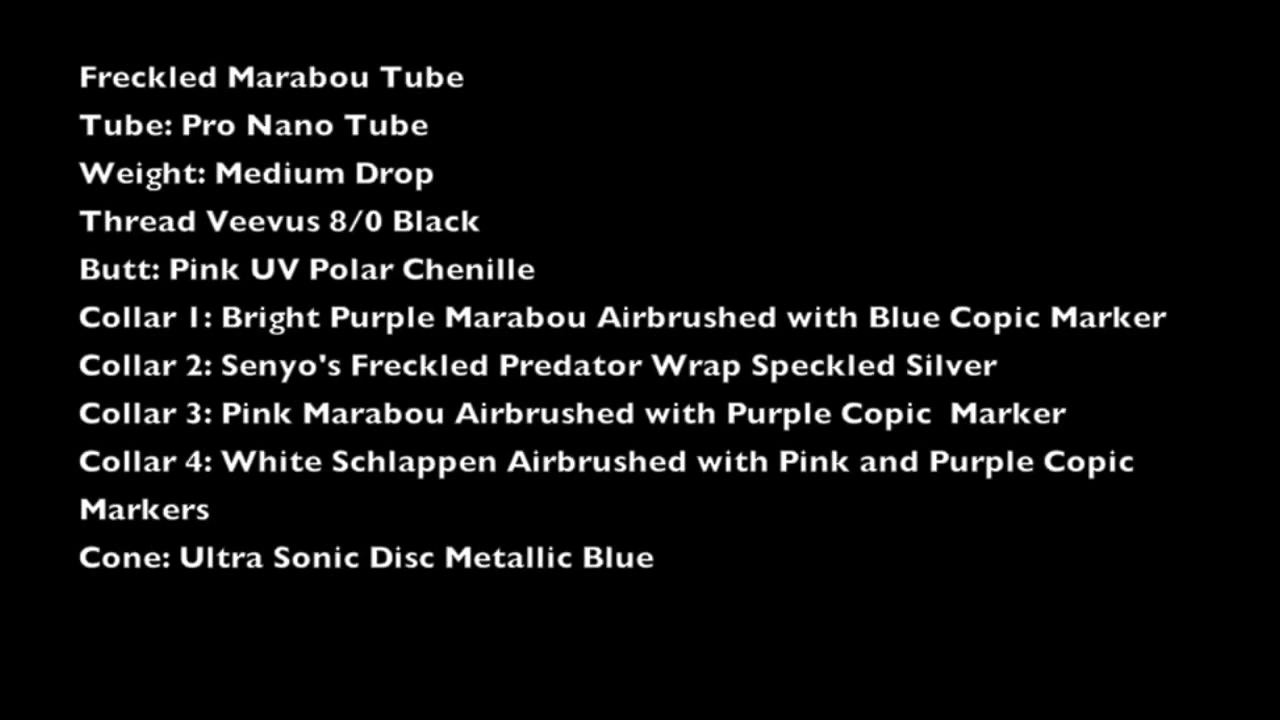 Freckled Marabou Tube
Tube: Pro Nano Tube
Weight: Medium Drop
Thread Veevus 8/0 Black
Butt: Pink UV Polar Chenille
Collar 1: Bright Purple Marabou Airbrushed with Blue Copic Marker
Collar 2: Senyo's Freckled Predator Wrap Speckled Silver
Collar 3: Pink Marabou Airbrushed with Purple Copic  Marker
Collar 4: White Schlappen Airbrushed with Pink and Purple Copic
Markers
Cone: Ultra Sonic Disc Metallic Blue